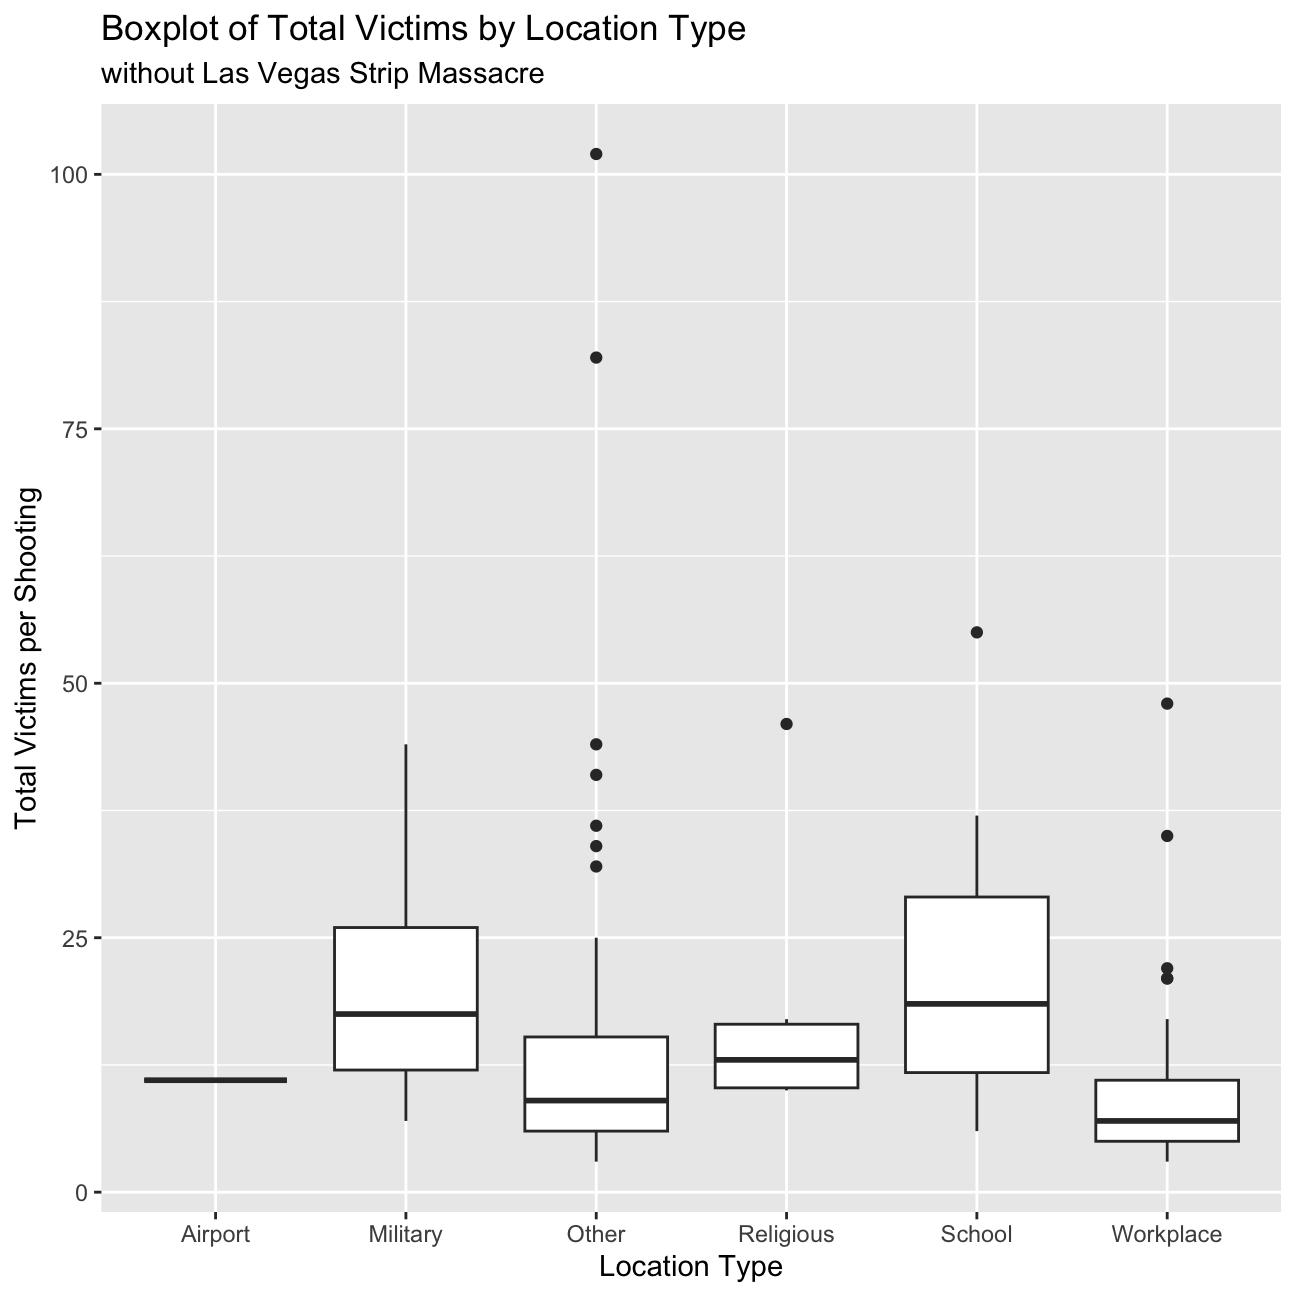 Boxplot of Total Victims by Location Type
without Las Vegas Strip Massacre
Total Victims per Shooting
100
75
50
25
0
Airport Military Other Religious School Workplace
Location Type